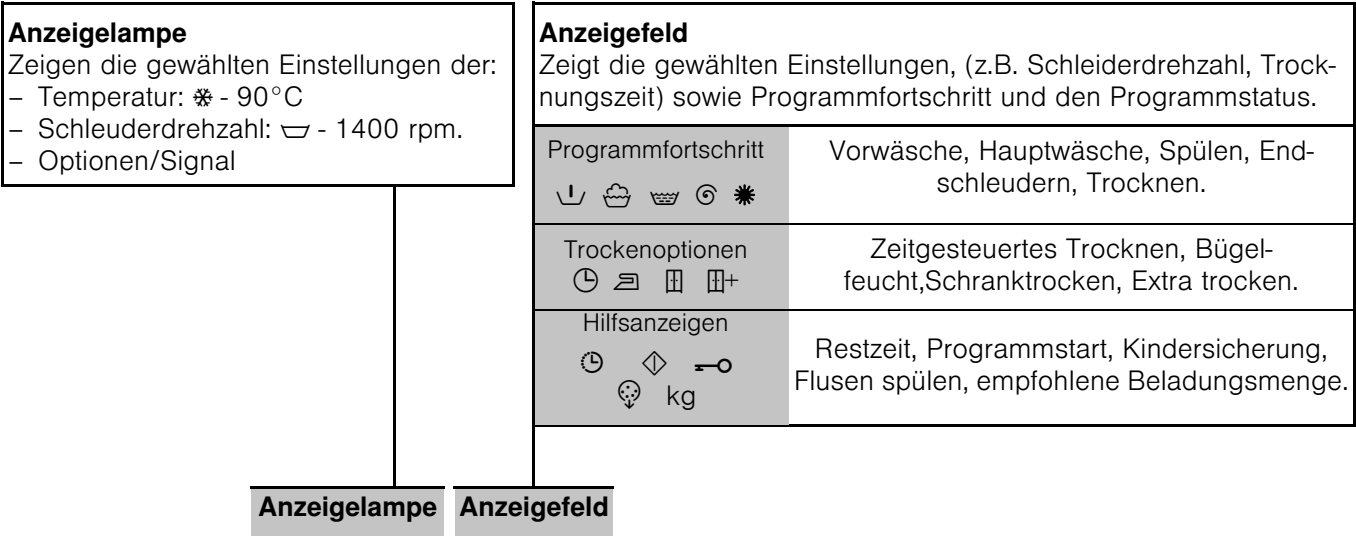 Anzeigelampe
Zeigen die gewählten Einstellungen der:
– Temperatur: ❄ - 90°C
– Schleuderdrehzahl: - 1400 rpm.
– Optionen/Signal
Anzeigefeld
Zeigt die gewählten Einstellungen, (z.B. Schleiderdrehzahl, Trock-
nungszeit) sowie Programmfortschritt und den Programmstatus.
Programmfortschritt
Vorwäsche, Hauptwäsche, Spülen, End-
schleudern, Trocknen.
Trockenoptionen
+
Zeitgesteuertes Trocknen, Bügel-
feucht,Schranktrocken, Extra trocken.
Hilfsanzeigen
kg
Restzeit, Programmstart, Kindersicherung,
Flusen spülen, empfohlene Beladungsmenge.
Anzeigelampe
Anzeigefeld